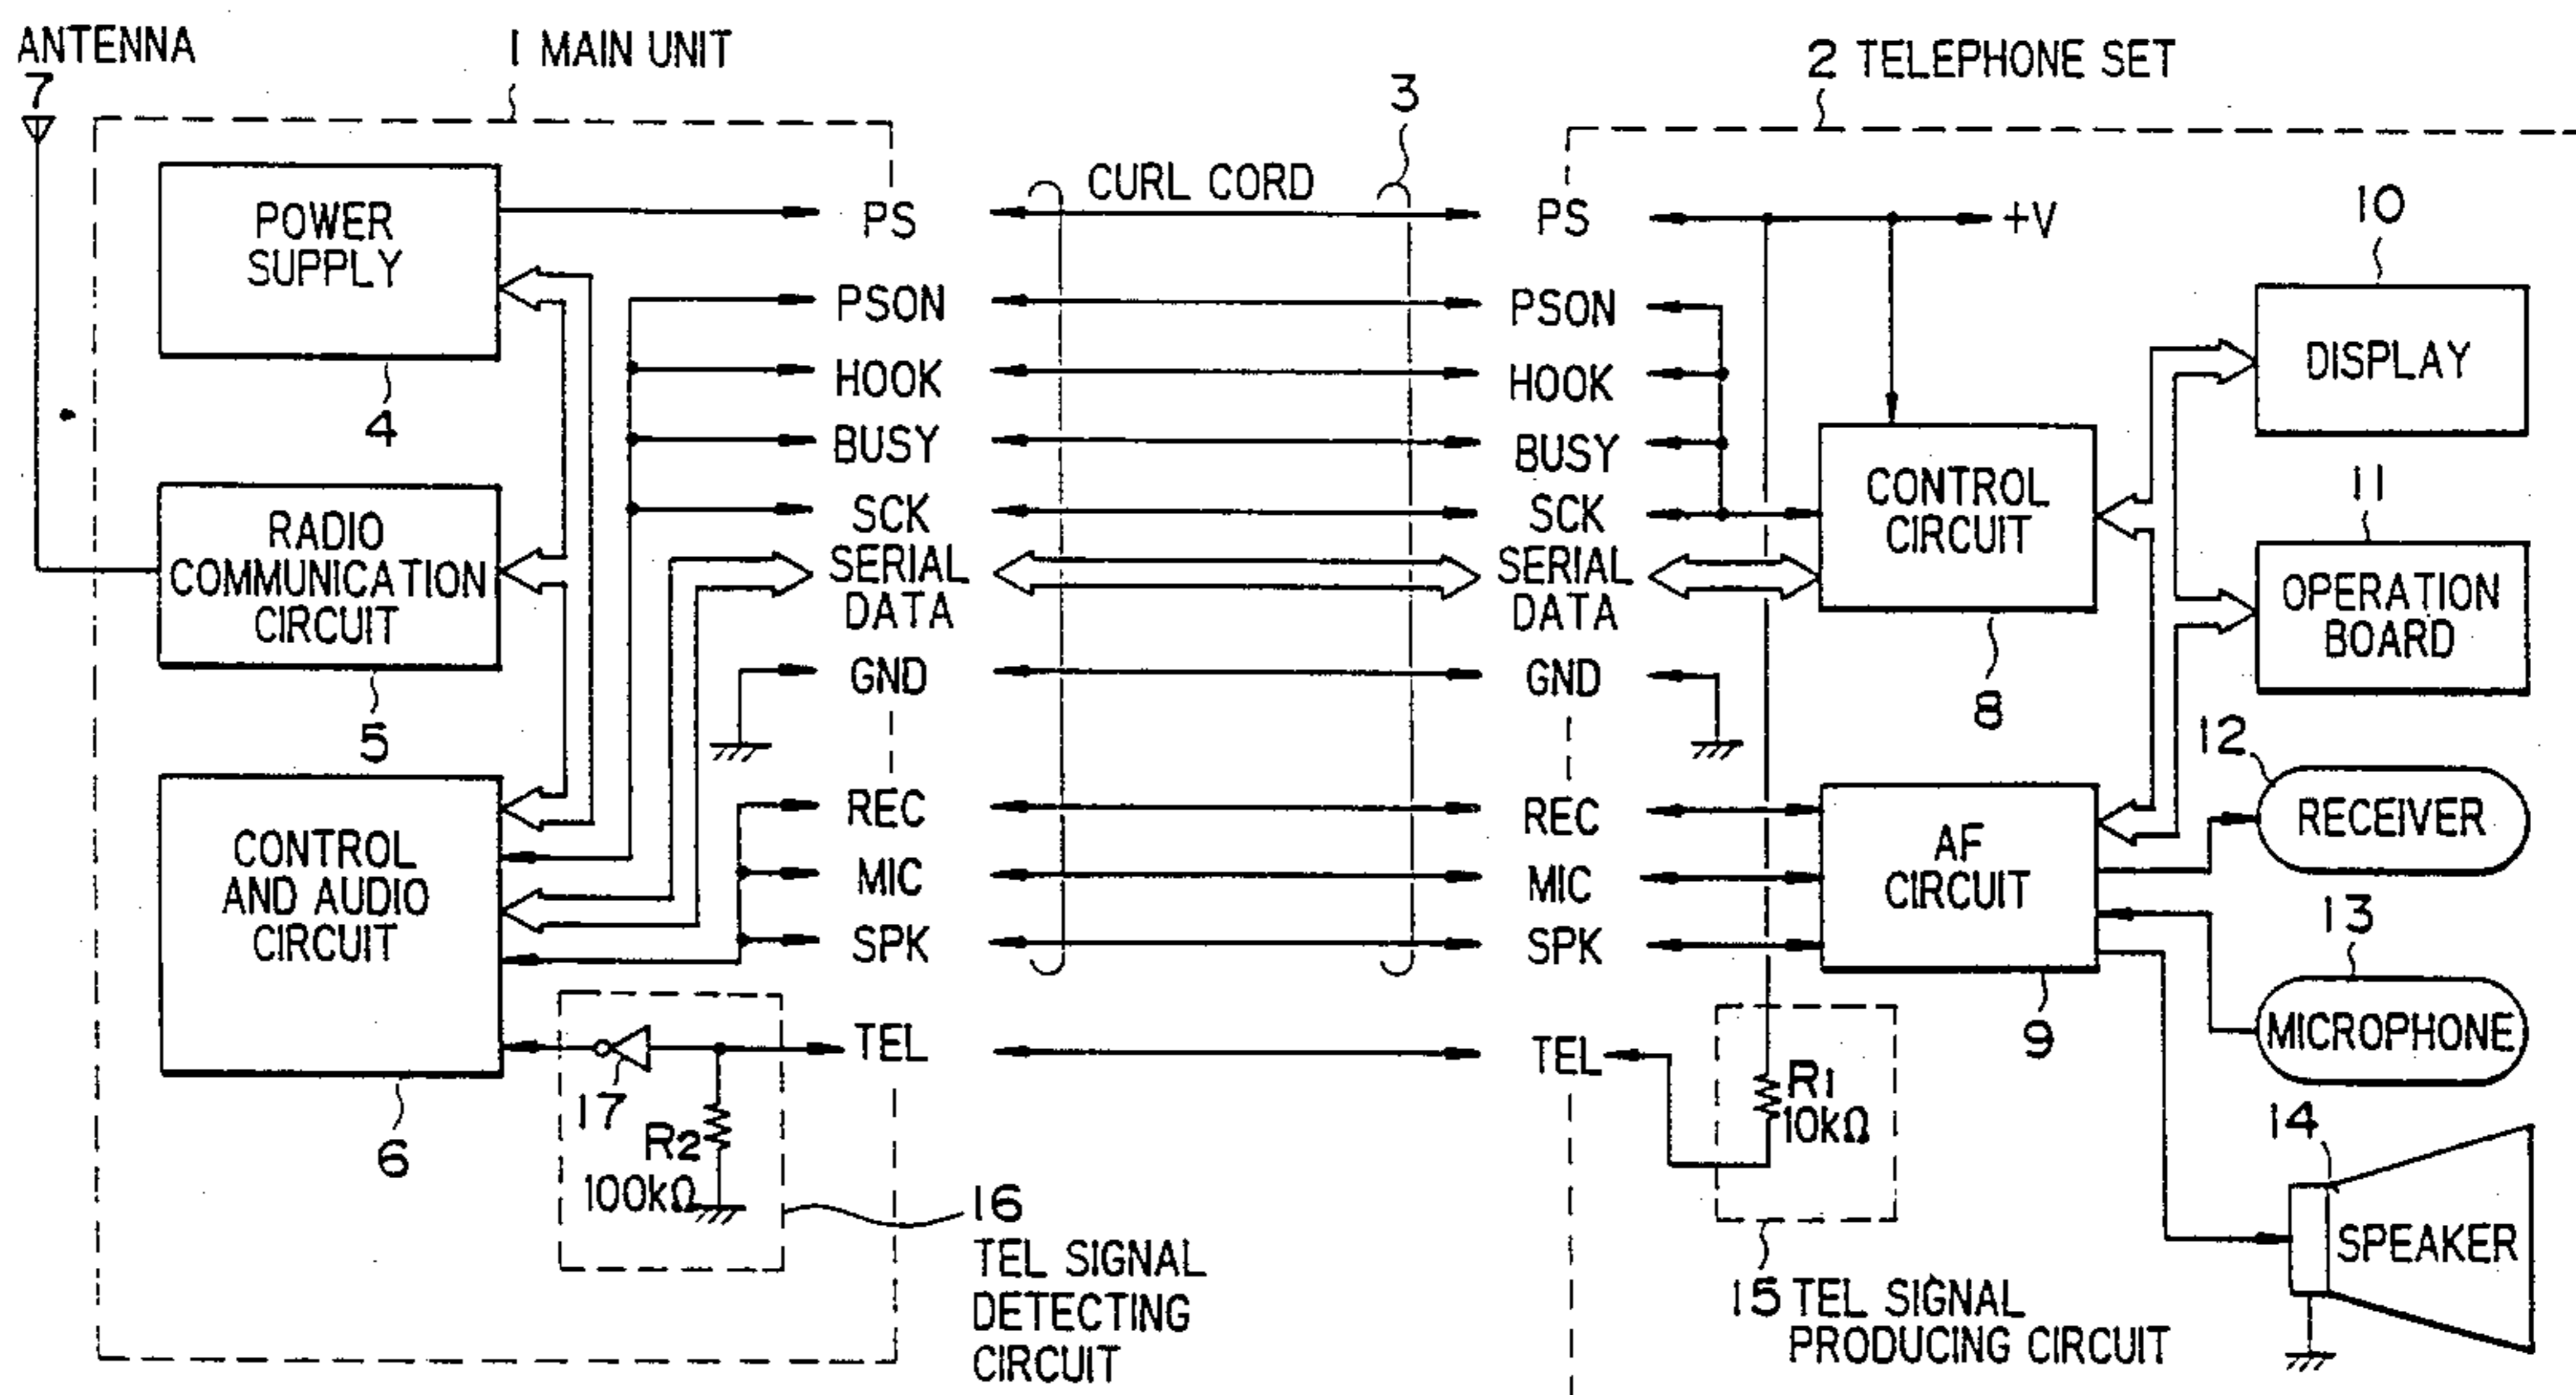 ANTENNA
7
1 MAIN UNIT
POWER
SUPPLY
4
RADIO
COMMUNICATION
CIRCUIT
5
CONTROL
AND AUDIO
CIRCUIT
6
PS
PSON
HOOK
BUSY
SCK
SERIAL
DATA
GND
REC
MIC
SPK
TEL
17
R2
100kΩ
16
TEL SIGNAL
DETECTING
CIRCUIT
CURL CORD
3
2 TELEPHONE SET
PS
PSON
HOOK
BUSY
SCK
SERIAL
DATA
GND
REC
MIC
SPK
TEL
+V
CONTROL
CIRCUIT
8
AF
CIRCUIT
9
R1
10kΩ
15 TEL SIGNAL
PRODUCING CIRCUIT
10
DISPLAY
11
OPERATION
BOARD
12
RECEIVER
13
MICROPHONE
14
SPEAKER